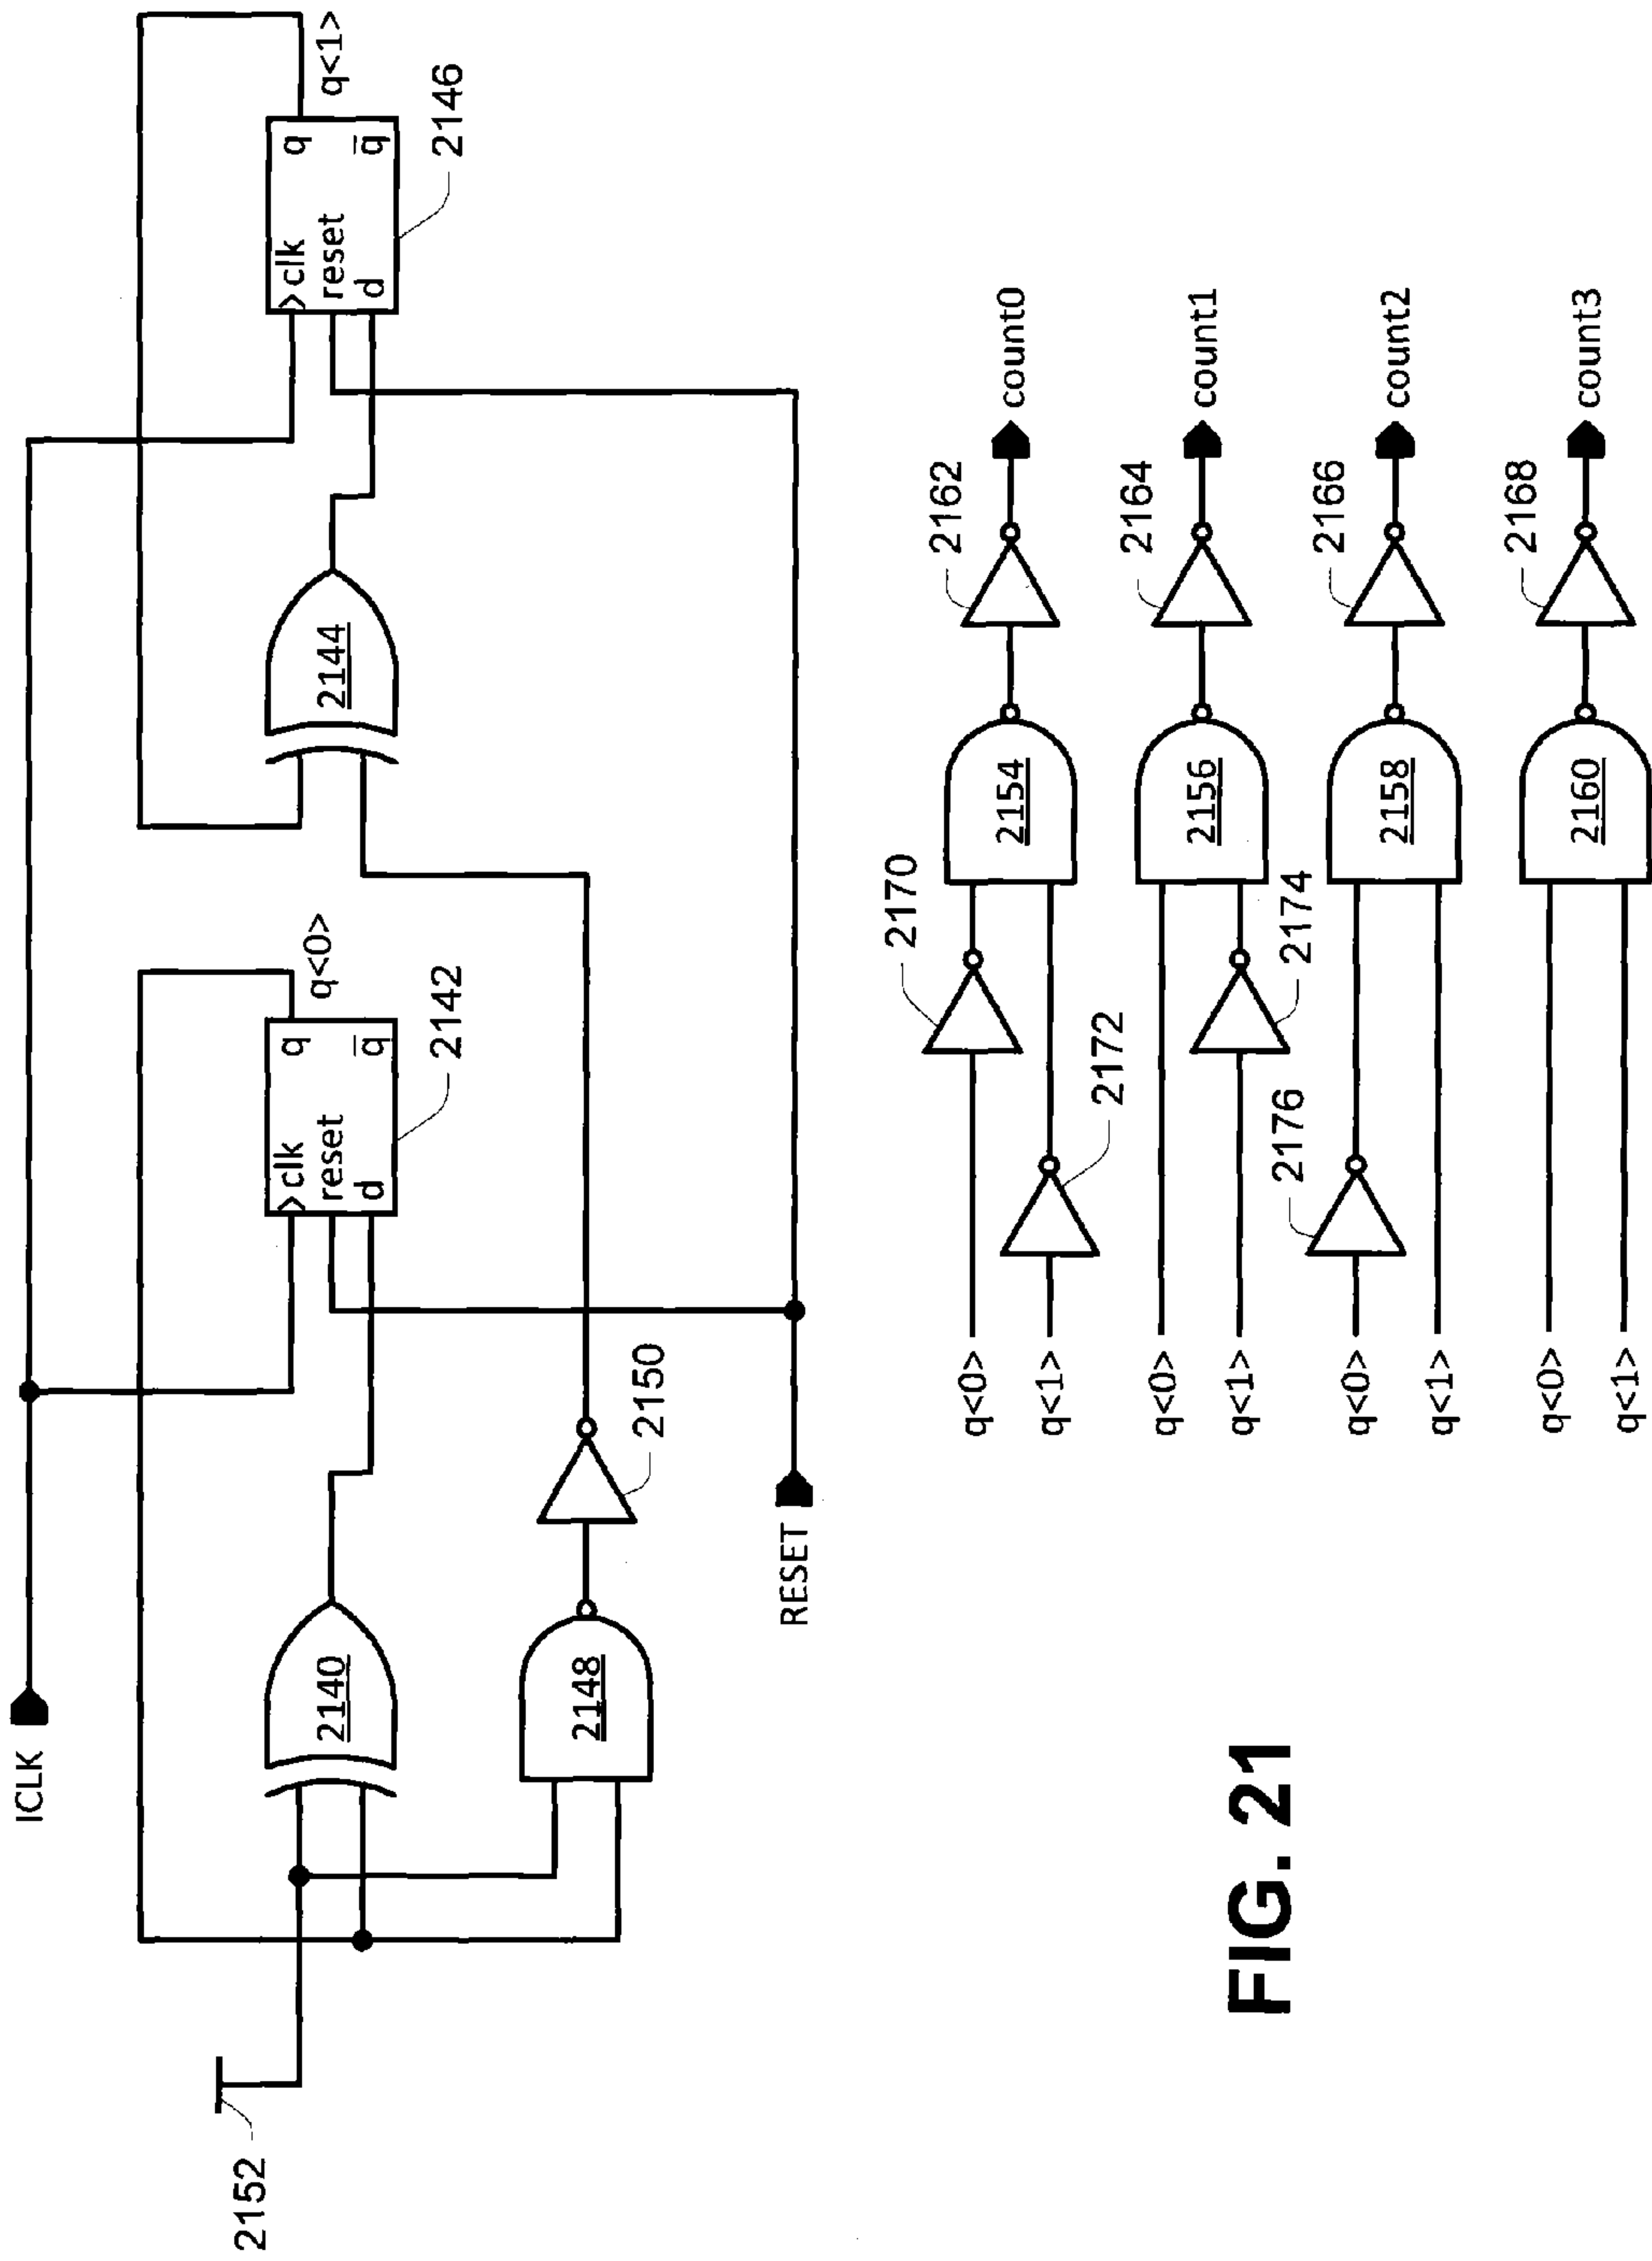 ICLK
2152
2140
> clk
reset
d
q
q
q<0>
2142
2144
> clk
reset
d
q
q
q<1>
2146
2148
2150
RESET
q<0>
q<1>
2170
2172
2154
2162
count0
q<0>
q<1>
2174
2156
2164
count1
q<0>
q<1>
2176
2158
2166
count2
q<0>
q<1>
2160
2168
count3
FIG. 21